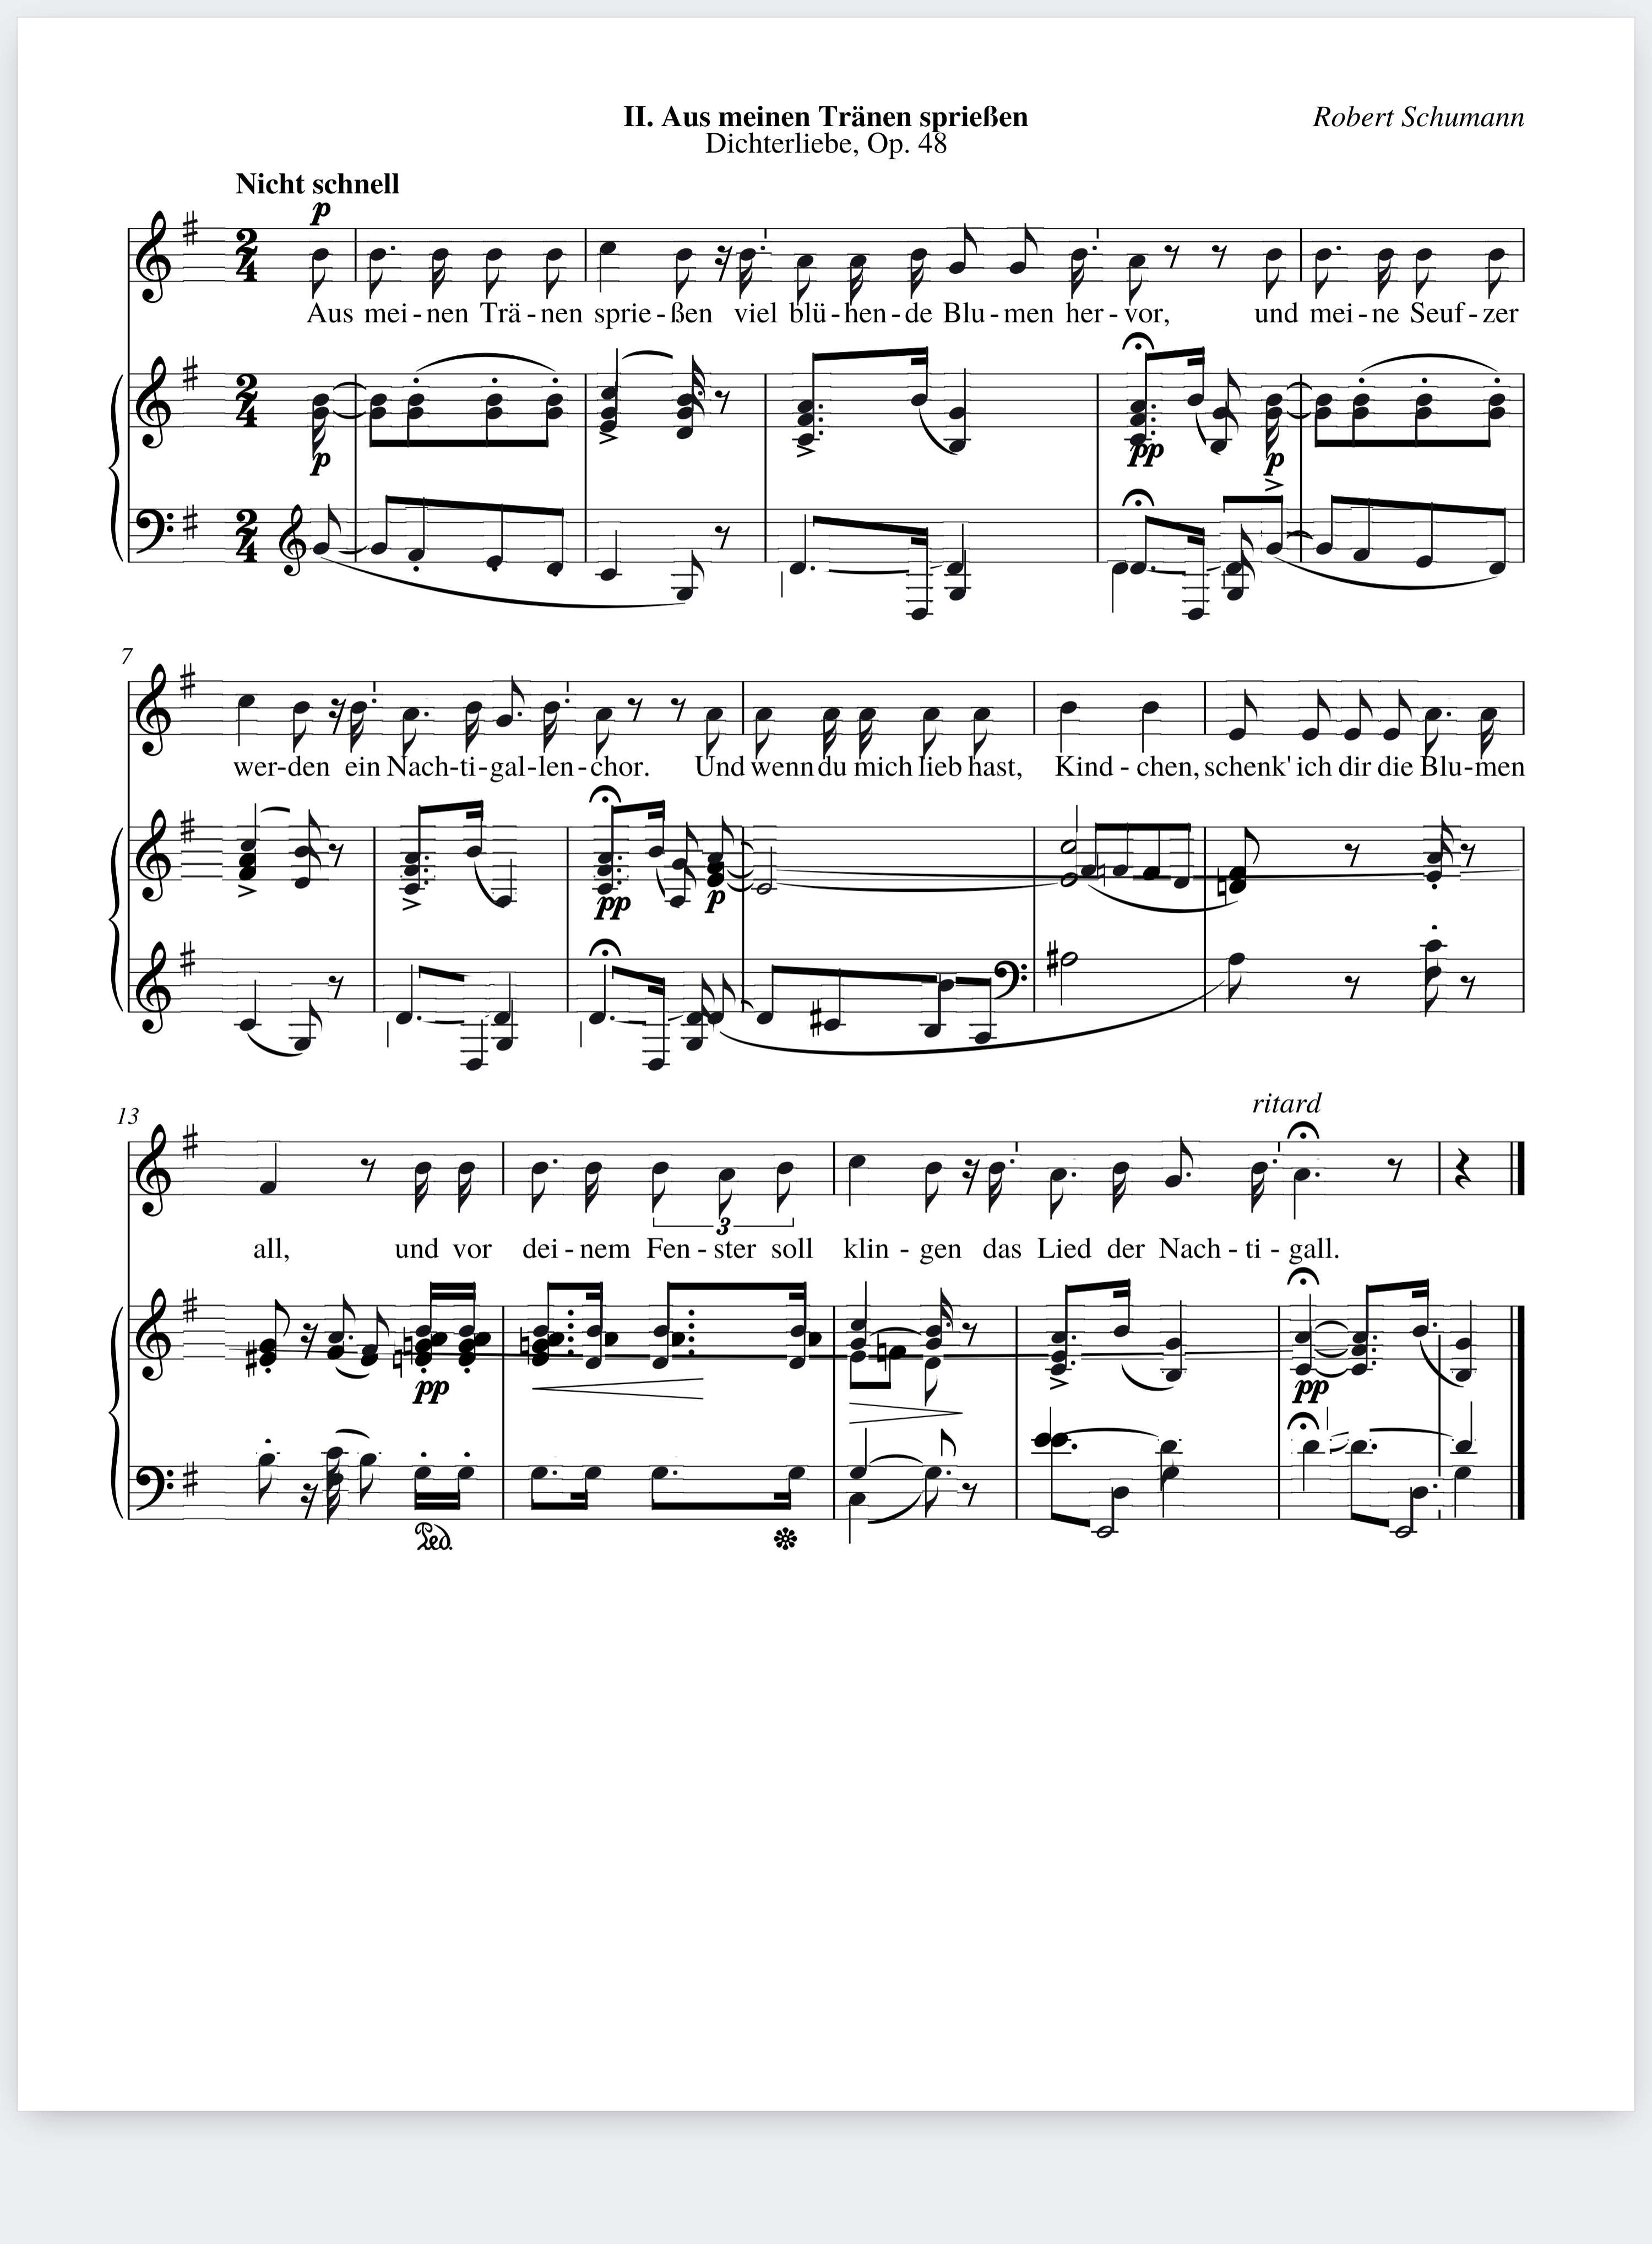 II. Aus meinen Tränen sprießen
Dichterliebe, Op. 48
Robert Schumann
Nicht schnell
p
Aus mei - nen Trä - nen sprie - ßen viel blü - hen - de Blu - men her - vor, und mei - ne Seuf - zer
p pp p
7
wer - den ein Nach - ti - gal - len - chor. Und wenn du mich lieb hast, Kind - chen, schenk' ich dir die Blu - men
pp p
13
ritard
3
all, und vor dei - nem Fen - ster soll klin - gen das Lied der Nach - ti - gall.
pp pp